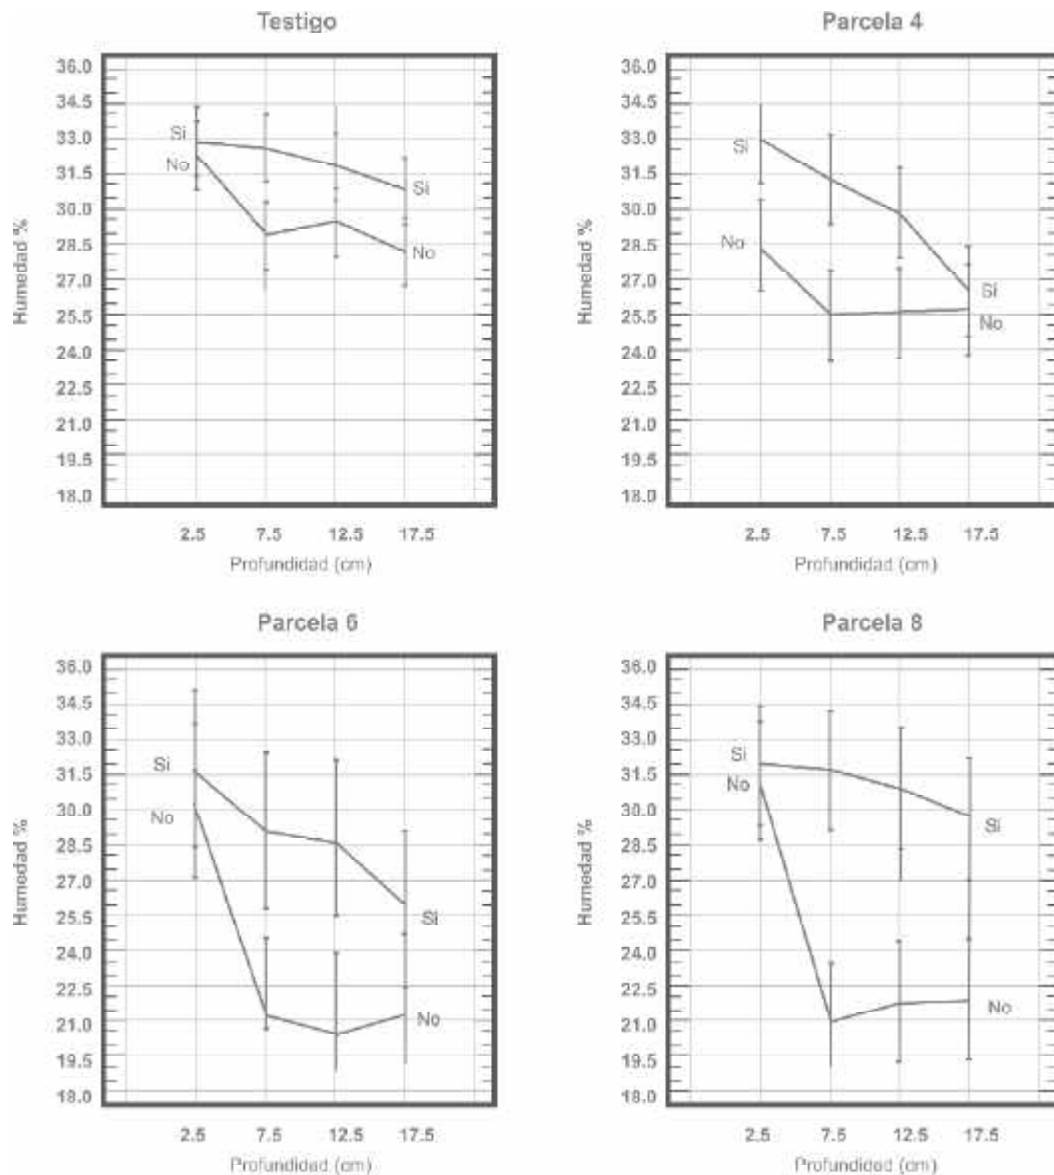 Testigo
Humedad %
36.0
34.5
33.0
31.5
30.0
28.5
27.0
25.5
24.0
22.5
21.0
19.5
18.0
Si
No
Si
No
2.5 7.5 12.5 17.5
Profundidad (cm)
Parcela 4
Humedad %
36.0
34.5
33.0
31.5
30.0
28.5
27.0
25.5
24.0
22.5
21.0
19.5
18.0
Si
No
Si
No
2.5 7.5 12.5 17.5
Profundidad (cm)
Parcela 6
Humedad %
36.0
34.5
33.0
31.5
30.0
28.5
27.0
25.5
24.0
22.5
21.0
19.5
18.0
Si
No
Si
No
2.5 7.5 12.5 17.5
Profundidad (cm)
Parcela 8
Humedad %
36.0
34.5
33.0
31.5
30.0
28.5
27.0
25.5
24.0
22.5
21.0
19.5
18.0
Si
No
Si
No
2.5 7.5 12.5 17.5
Profundidad (cm)